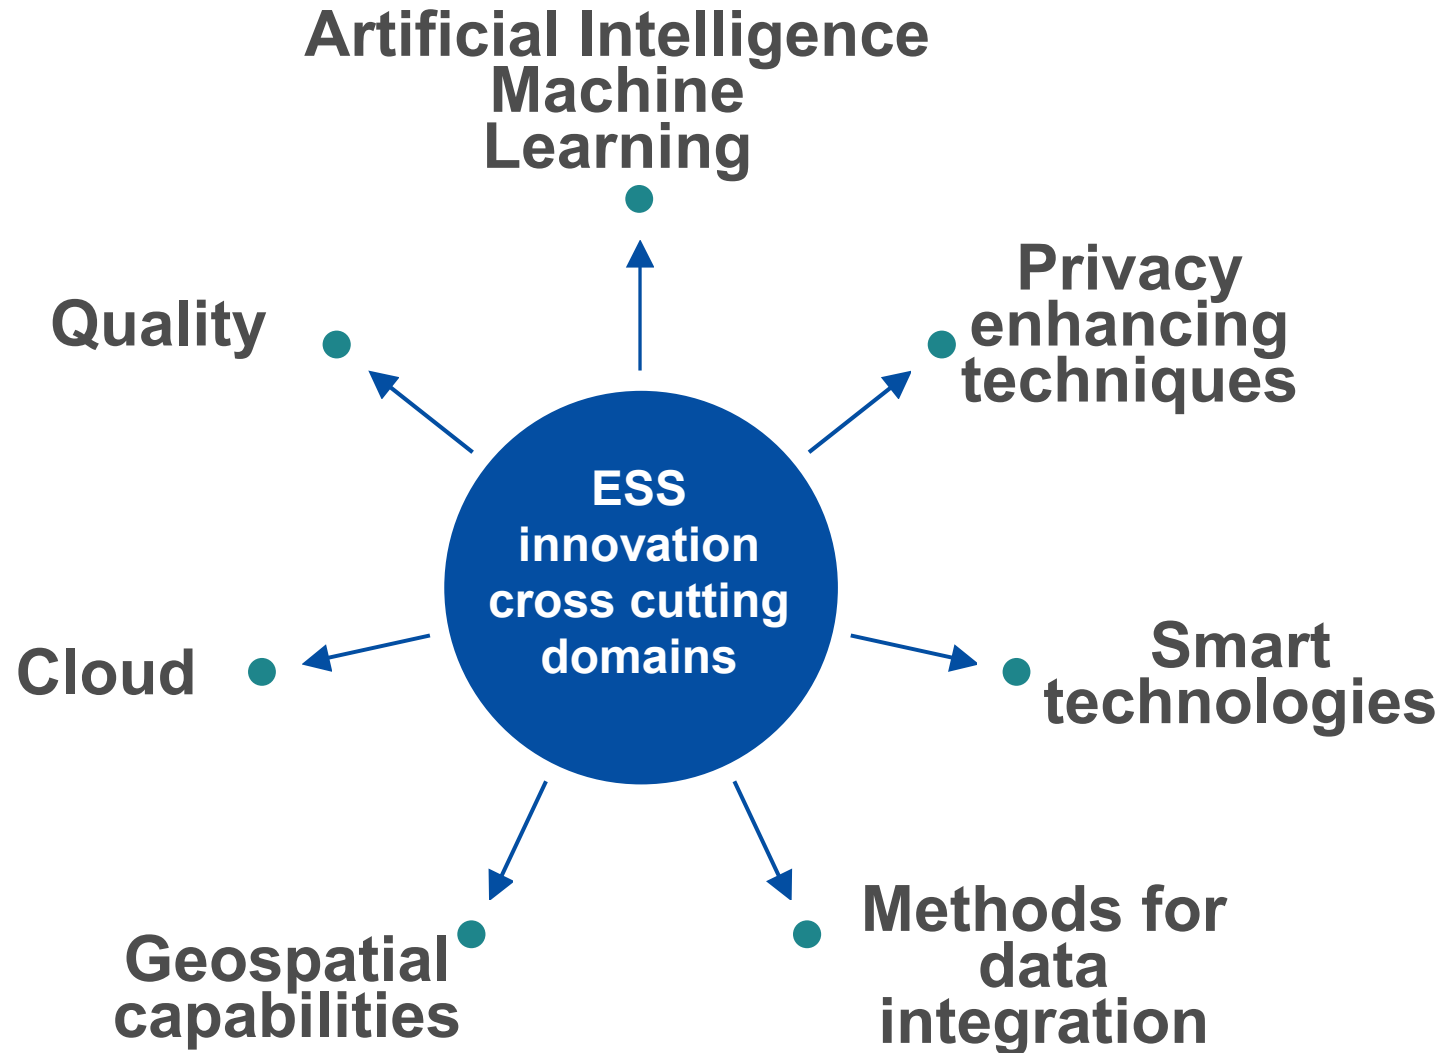 Artificial Intelligence
Machine
Learning
Privacy
enhancing
techniques
Quality
ESS
innovation
cross cutting
domains
Smart
technologies
Cloud
Methods for
data
integration
Geospatial
capabilities